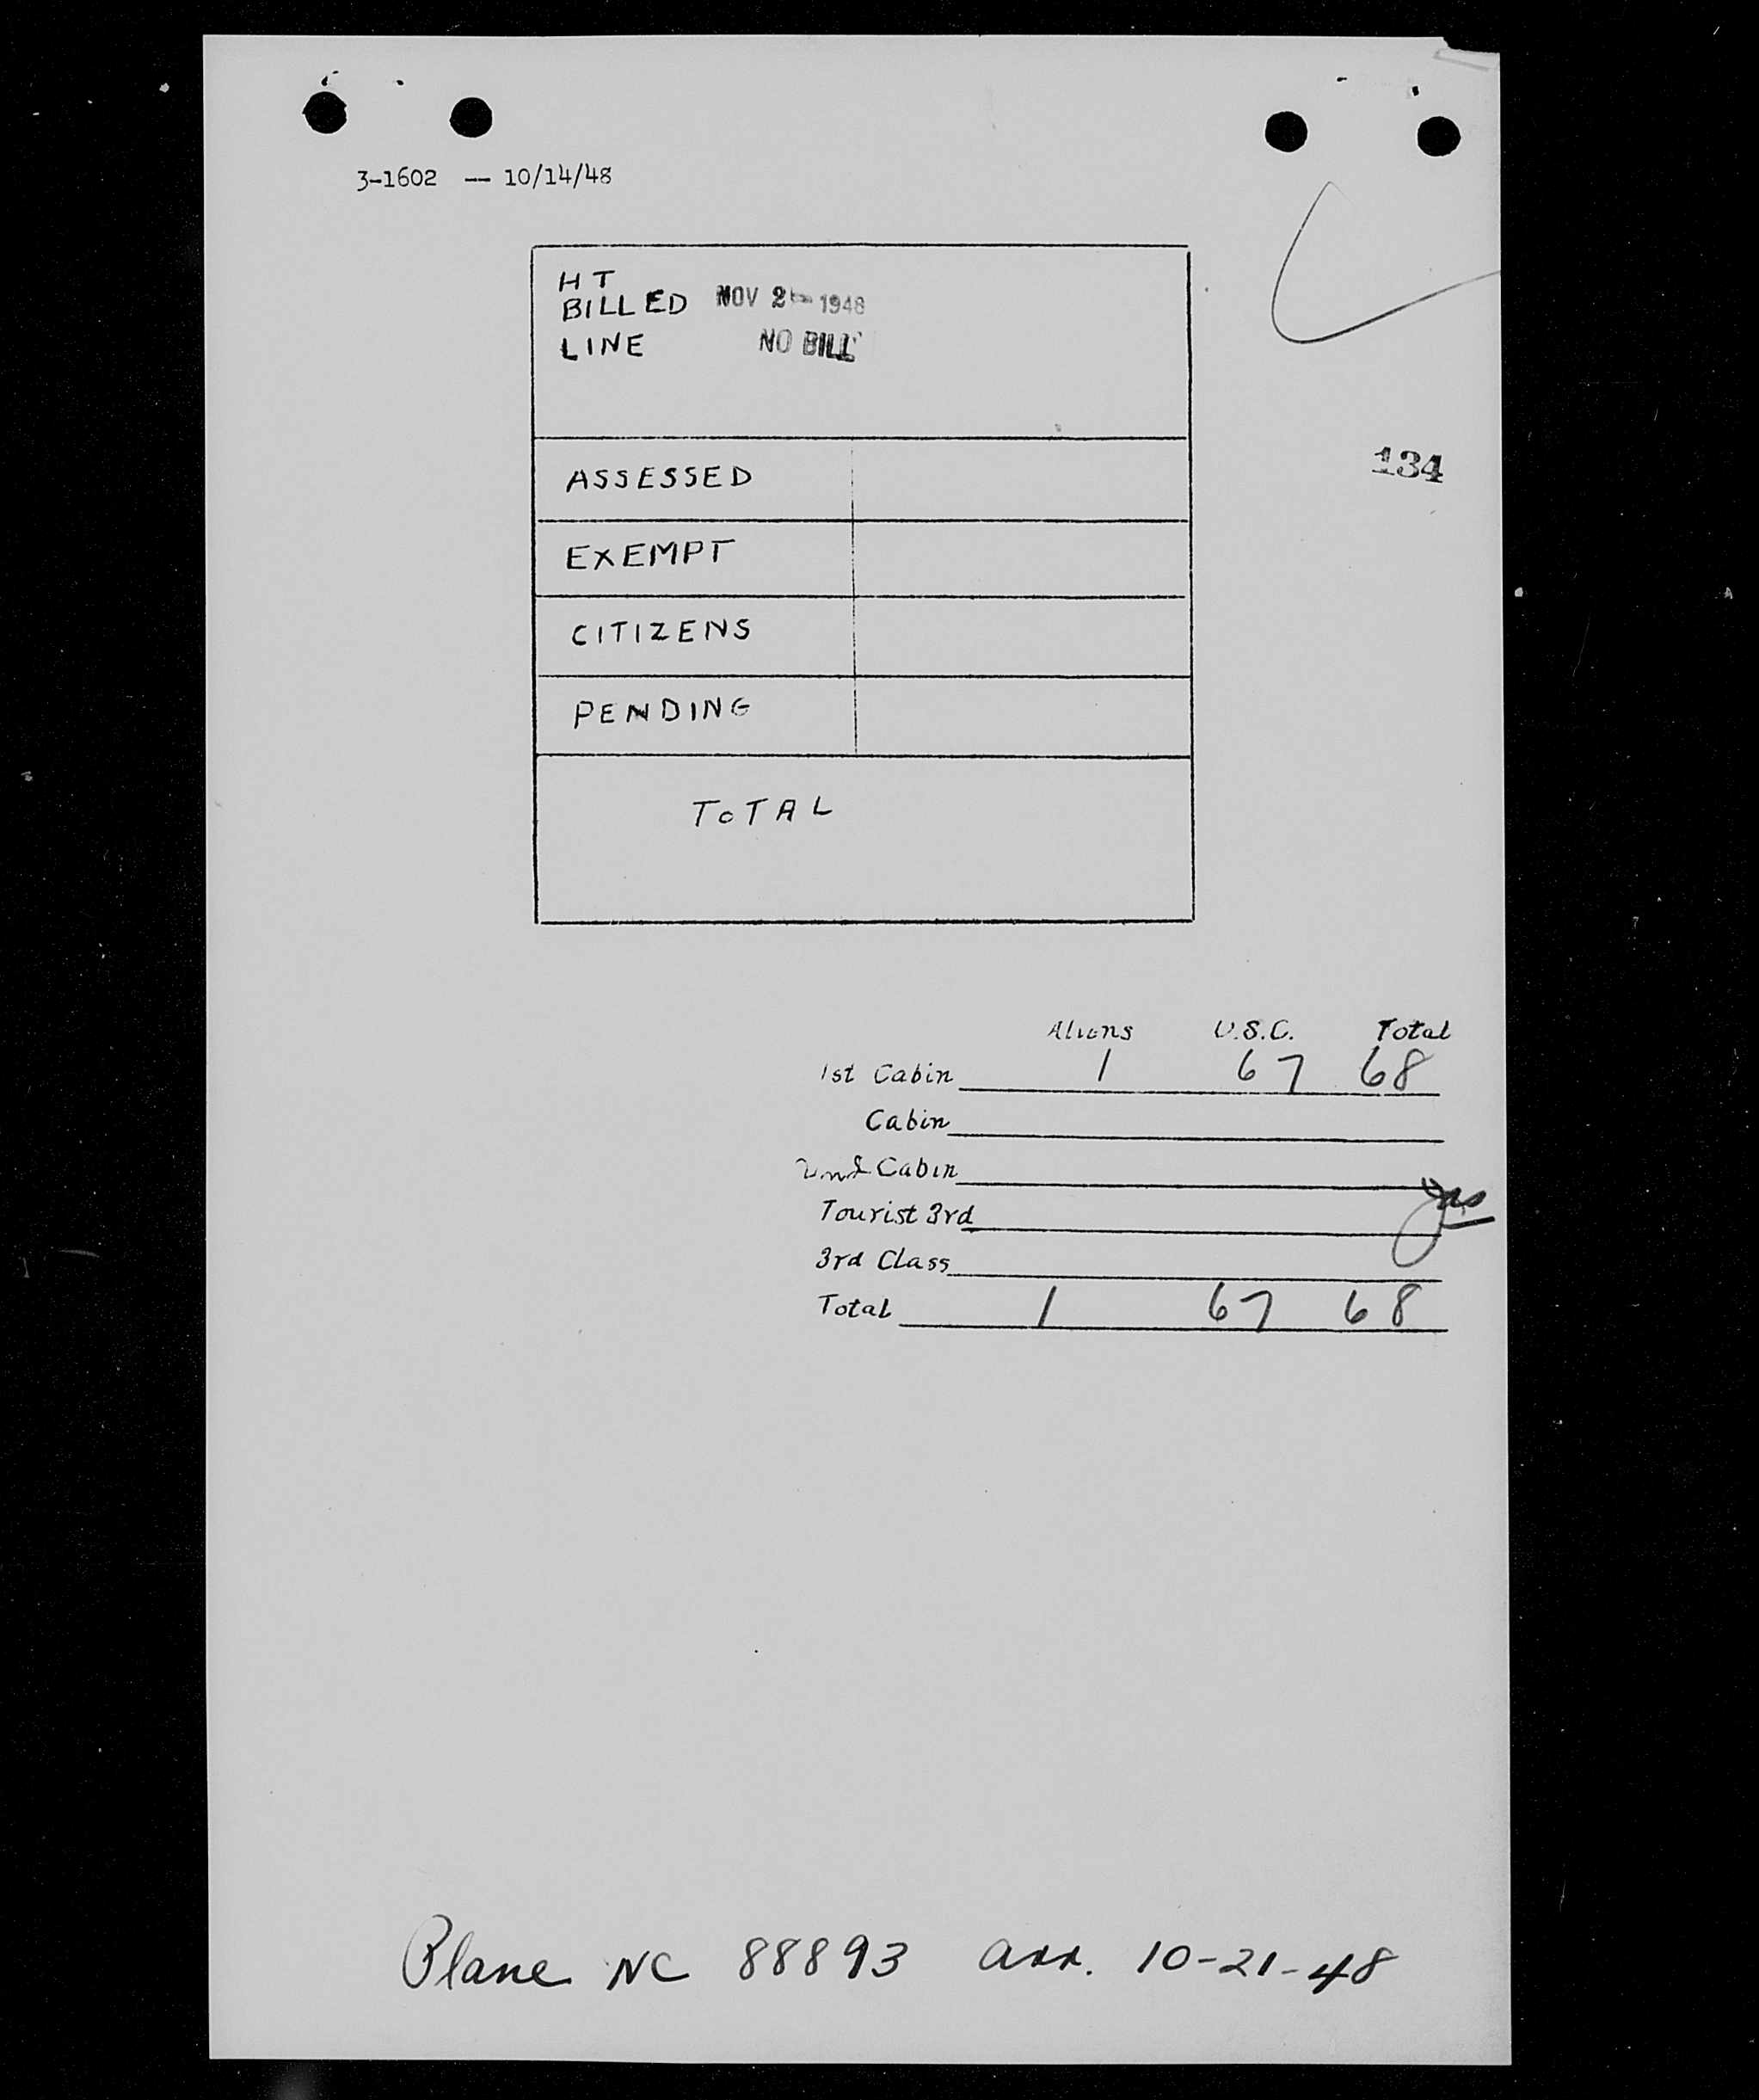 3-1602 -- 10/14/48
HT
BILLED NOV 2 1948
LINE NO BILL
134
ASSESSED
EXEMPT
CITIZENS
PENDING
TOTAL
Aliens U.S.C. Total
1st Cabin 1 67 68
Cabin
2nd Cabin
Tourist 3rd
3rd Class
Total 1 67 68
Plane NC 88893 arr. 10-21-48